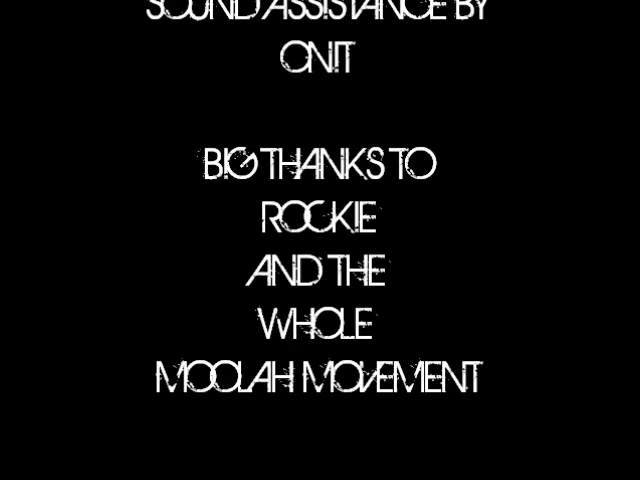 SOUND ASSISTANCE BY
ONIT
BIG THANKS TO
ROCKIE
AND THE
WHOLE
MOOLAH MOVEMENT